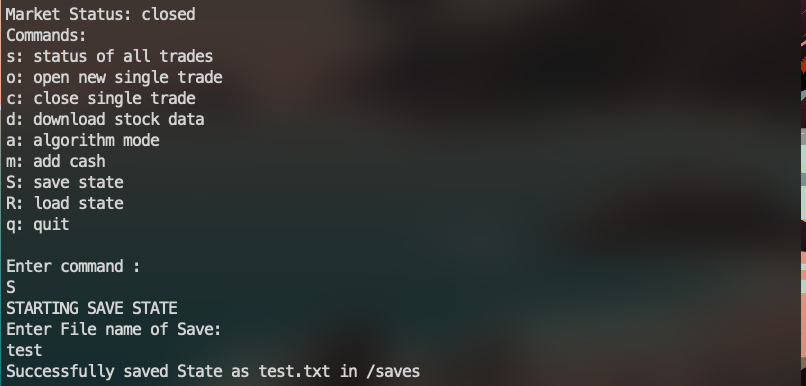 Market Status: closed
Commands:
s: status of all trades
o: open new single trade
c: close single trade
d: download stock data
a: algorithm mode
m: add cash
S: save state
R: load state
q: quit
Enter command :
S
STARTING SAVE STATE
Enter File name of Save:
test
Successfully saved State as test.txt in /saves